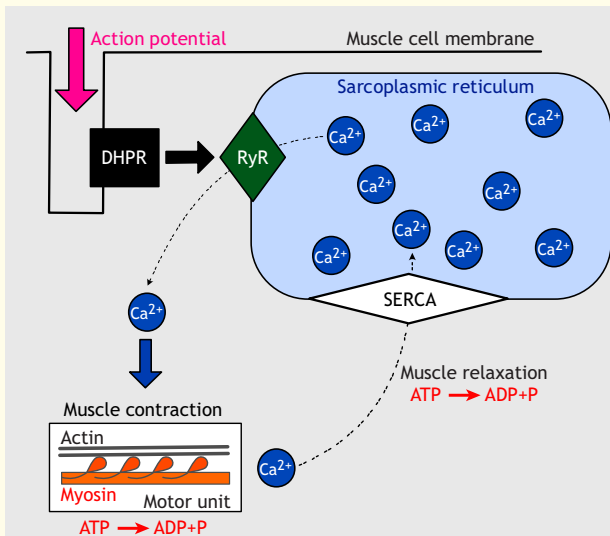 Action potential
Muscle cell membrane
Sarcoplasmic reticulum
Ca2+
Ca2+
Ca2+
Ca2+
DHPR
RyR
Ca2+
Ca2+
Ca2+
Ca2+
Ca2+
Ca2+
SERCA
Ca2+
Muscle relaxation
ATP → ADP+P
Muscle contraction
Actin
Myosin
Motor unit
Ca2+
ATP → ADP+P